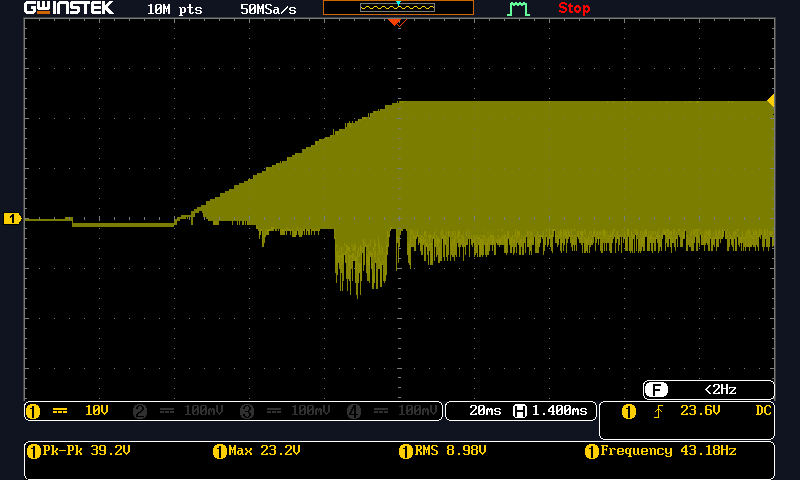 GWINSTEK 10M pts 50MSa/s Stop
1
F <2Hz
1 10V 2 100mV 3 100mV 4 100mV 20ms H 1.400ms 1 23.6V DC
1 Pk-Pk 39.2V 1 Max 23.2V 1 RMS 8.98V 1 Frequency 43.18Hz